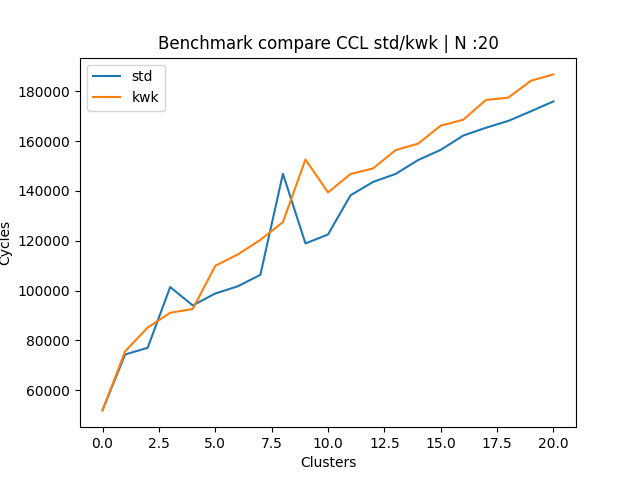 Benchmark compare CCL std/kwk | N :20
std
kwk
180000
160000
140000
120000
100000
80000
60000
Cycles
0.0 2.5 5.0 7.5 10.0 12.5 15.0 17.5 20.0
Clusters